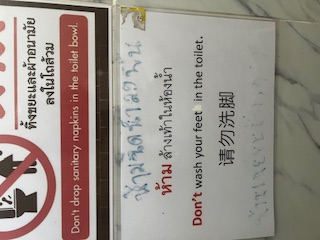 ทิ้งขยะและผ้าอนามัย
ลงในโถส้วม
Don't drop sanitary napkins in the toilet bowl.
ห้าม ล้างเท้าในห้องน้ำ
Don't wash your feet in the toilet.
请勿洗脚